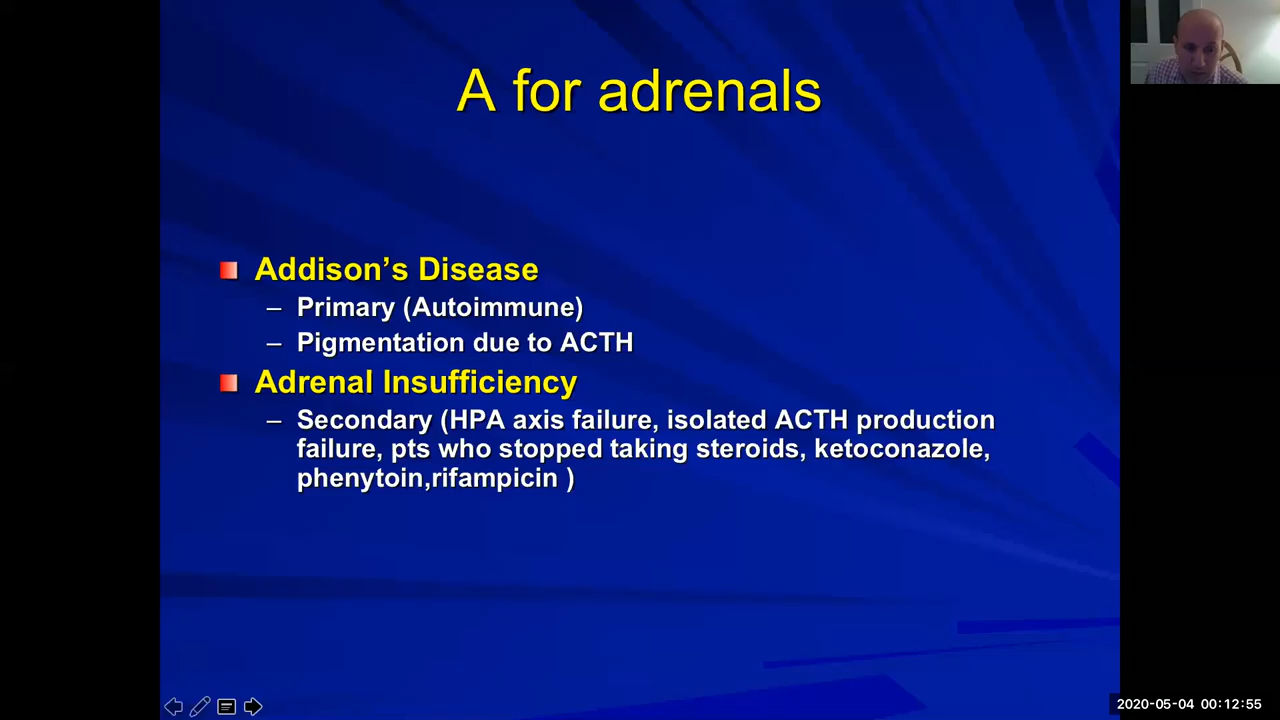 A for adrenals
Addison's Disease
– Primary (Autoimmune)
– Pigmentation due to ACTH
Adrenal Insufficiency
– Secondary (HPA axis failure, isolated ACTH production
failure, pts who stopped taking steroids, ketoconazole,
phenytoin,rifampicin )
2020-05-04 00:12:55